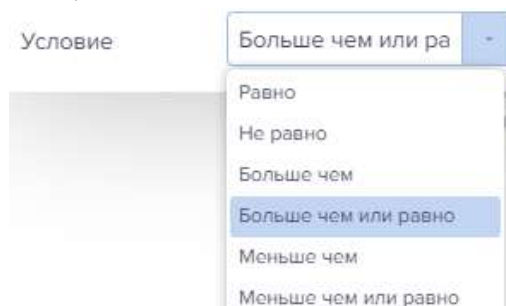 Условие
Больше чем или ра
Равно
Не равно
Больше чем
Больше чем или равно
Меньше чем
Меньше чем или равно